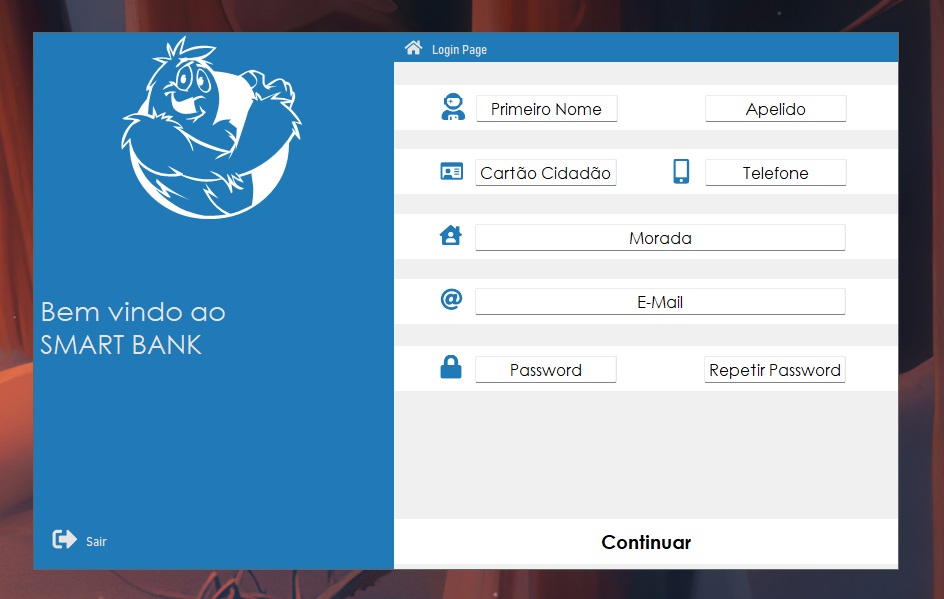 Login Page
Primeiro Nome
Apelido
Cartão Cidadão
Telefone
Morada
@
E-Mail
Password
Repetir Password
Continuar
Bem vindo ao
SMART BANK
Sair